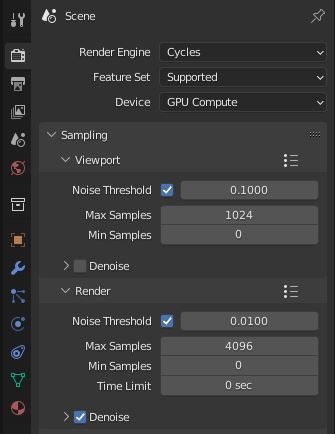 Scene
Render Engine Cycles
Feature Set Supported
Device GPU Compute
Sampling
Viewport
Noise Threshold 0.1000
Max Samples 1024
Min Samples 0
Denoise
Render
Noise Threshold 0.0100
Max Samples 4096
Min Samples 0
Time Limit 0 sec
Denoise